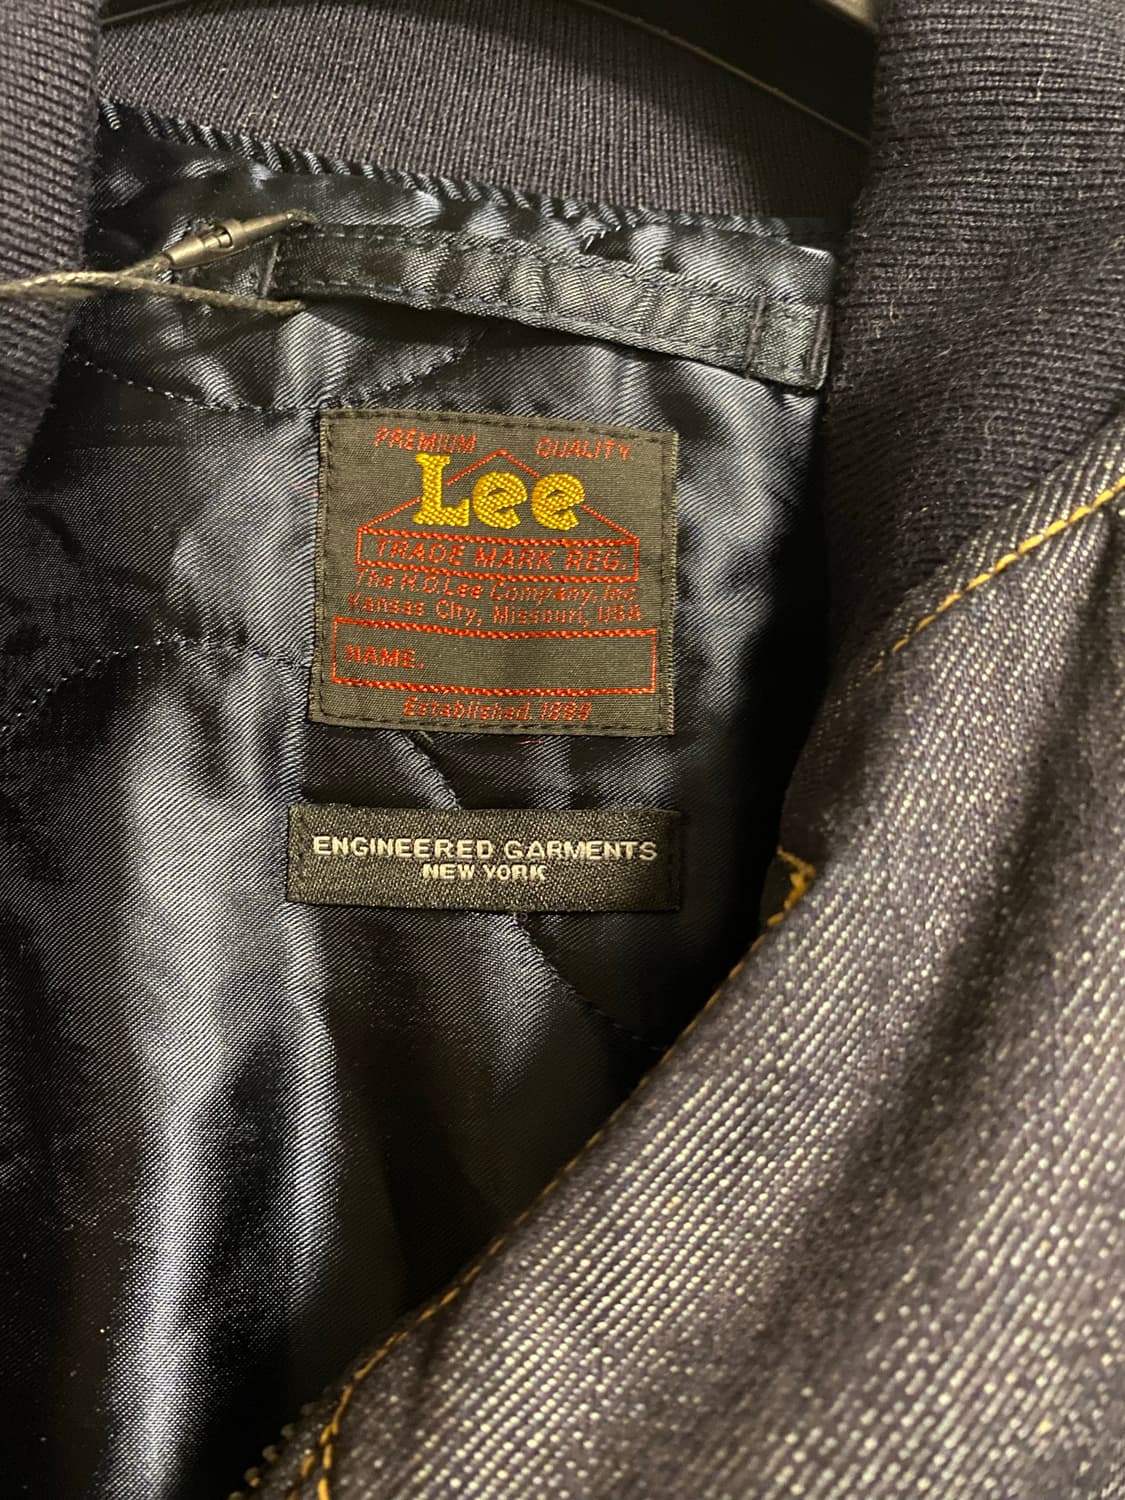 PREMIUM QUALITY
Lee
TRADE MARK REG.
The H.D Lee Company, Inc.
Kansas City, Missouri, USA
NAME.
Established 1889
ENGINEERED GARMENTS
NEW YORK